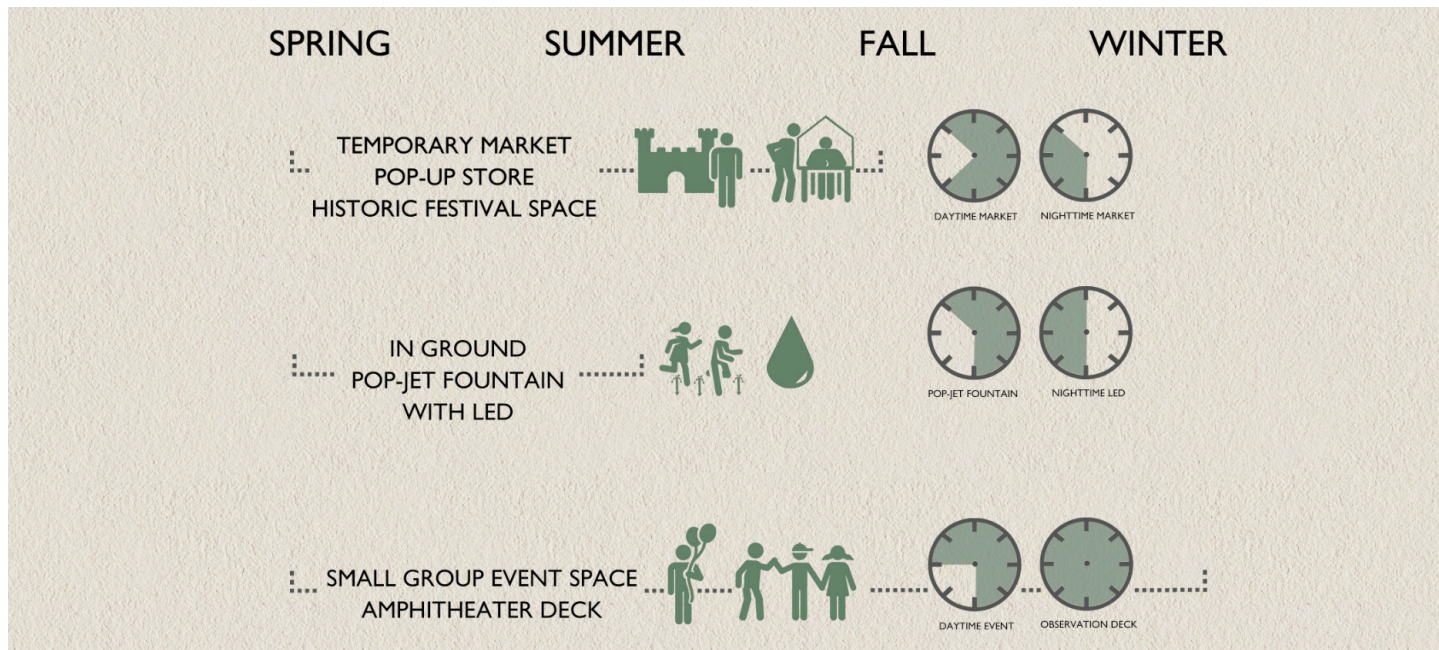 SPRING
SUMMER
FALL
WINTER
TEMPORARY MARKET
POP-UP STORE
HISTORIC FESTIVAL SPACE
DAYTIME MARKET
NIGHTTIME MARKET
IN GROUND
POP-JET FOUNTAIN
WITH LED
POP-JET FOUNTAIN
NIGHTTIME LED
SMALL GROUP EVENT SPACE
AMPHITHEATER DECK
DAYTIME EVENT
OBSERVATION DECK